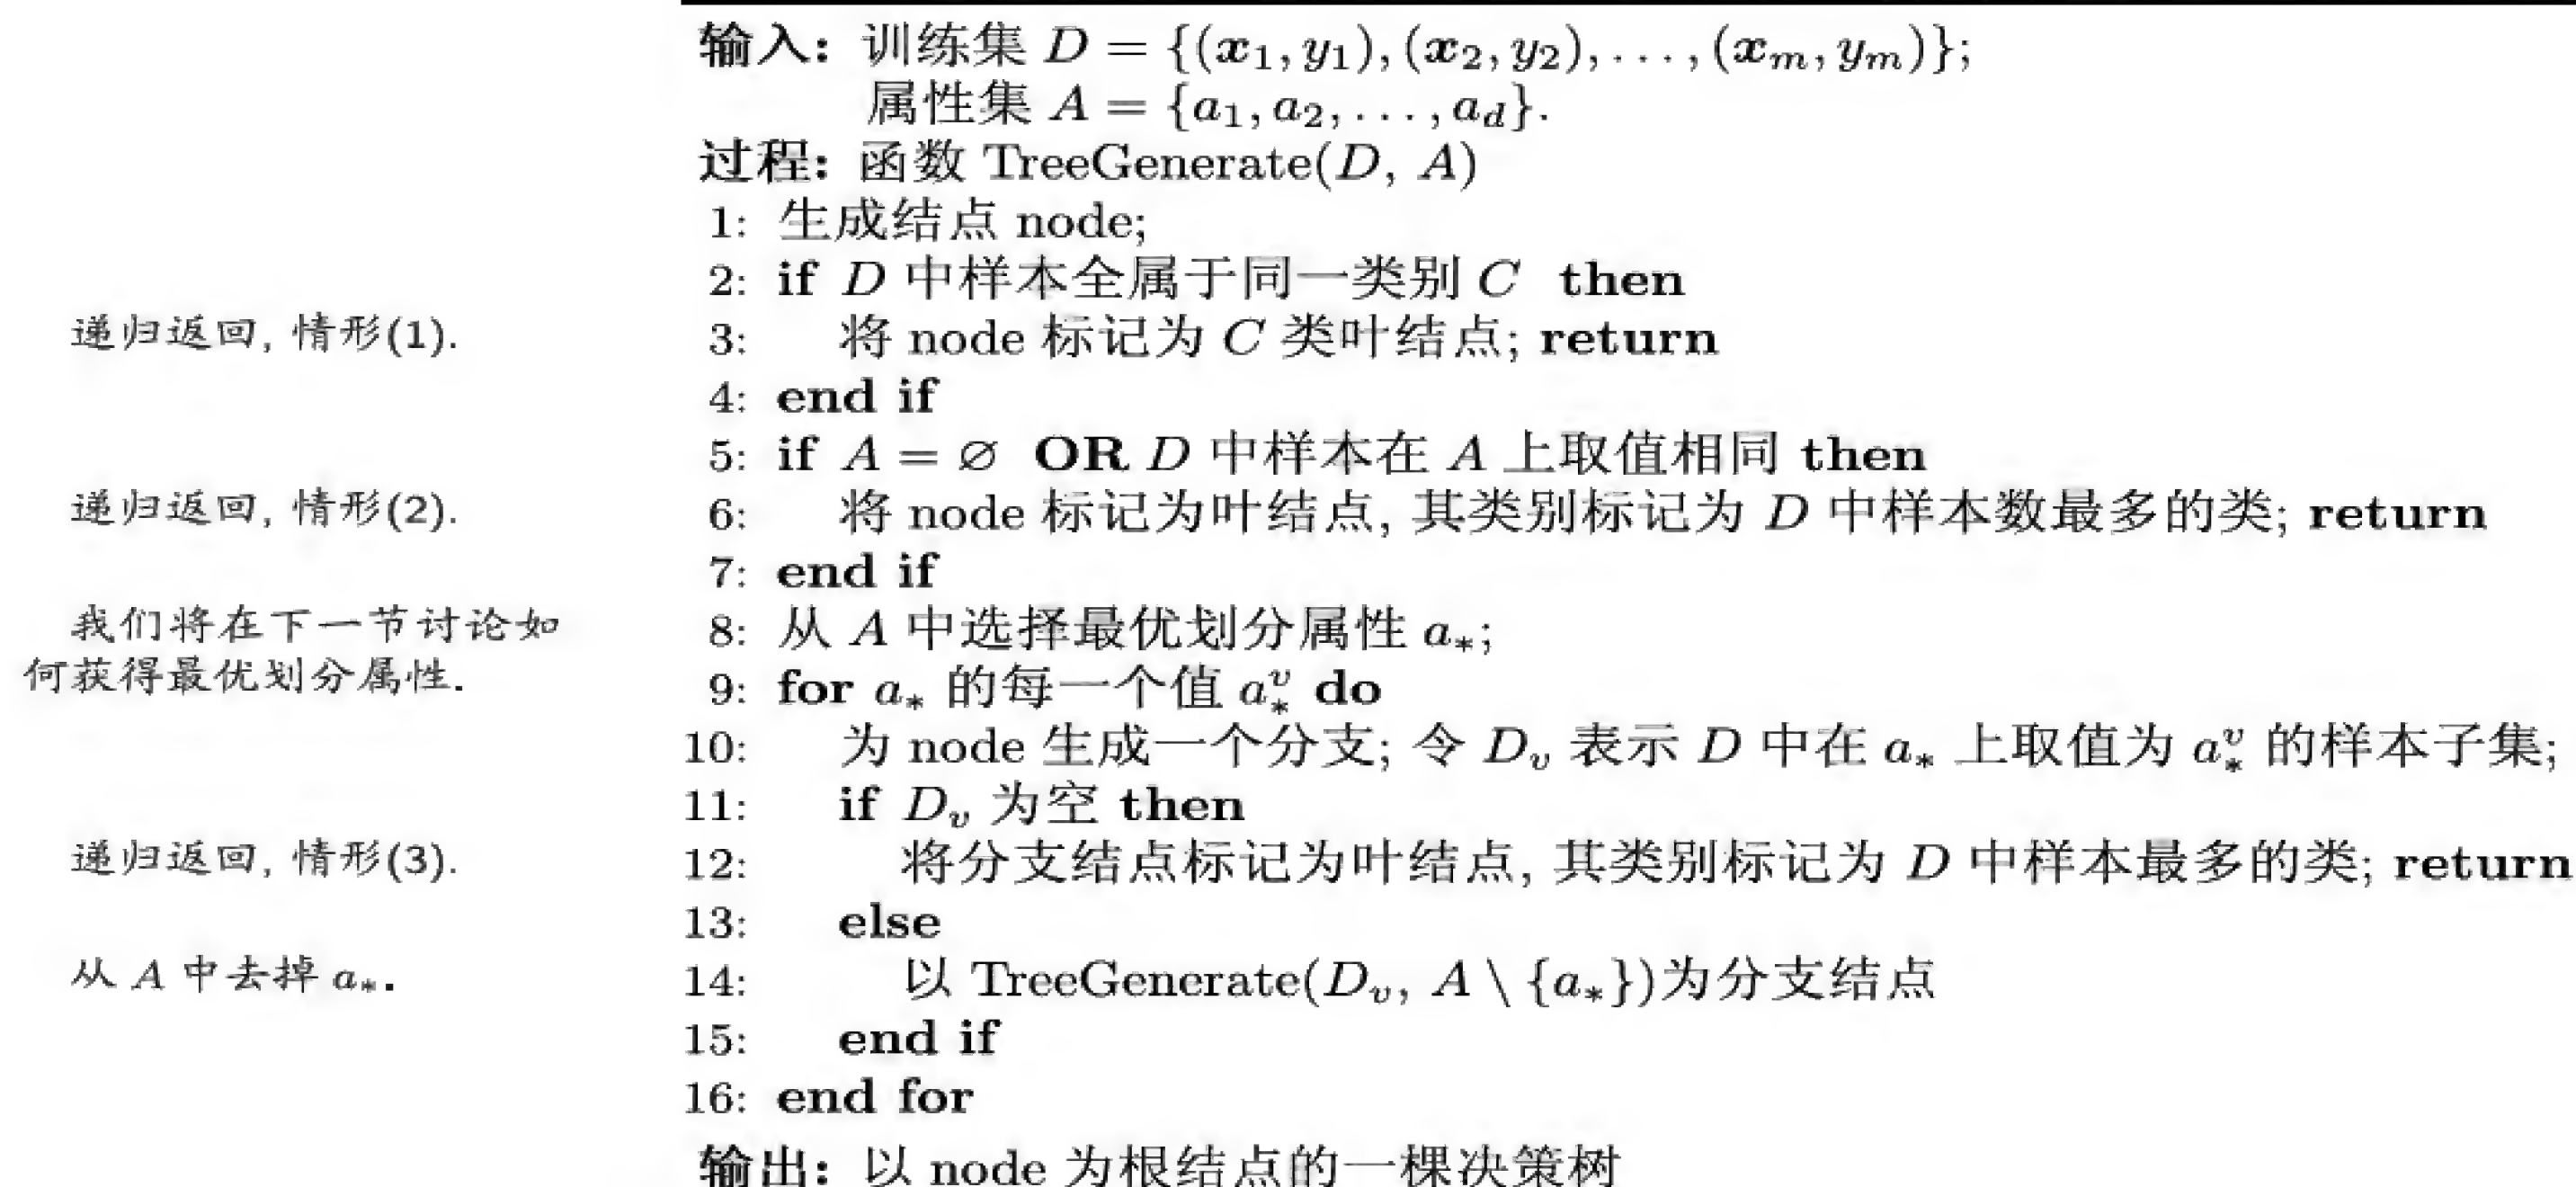 输入: 训练集 D = {(x₁, y₁), (x₂, y₂), . . . , (xₘ, yₘ)};
属性集 A = {a₁, a₂, . . . , a_d}.
过程: 函数 TreeGenerate(D, A)
1: 生成结点 node;
2: if D 中样本全属于同一类别 C then
递归返回, 情形(1).
3: 将 node 标记为 C 类叶结点; return
4: end if
5: if A = ∅ OR D 中样本在 A 上取值相同 then
递归返回, 情形(2).
6: 将 node 标记为叶结点, 其类别标记为 D 中样本数最多的类; return
7: end if
我们将在下一节讨论如
何获得最优划分属性.
8: 从 A 中选择最优划分属性 a_*;
9: for a_* 的每一个值 a_*^v do
10: 为 node 生成一个分支; 令 D_v 表示 D 中在 a_* 上取值为 a_*^v 的样本子集;
11: if D_v 为空 then
递归返回, 情形(3).
12: 将分支结点标记为叶结点, 其类别标记为 D 中样本最多的类; return
13: else
从 A 中去掉 a_*.
14: 以 TreeGenerate(D_v, A \ {a_*})为分支结点
15: end if
16: end for
输出: 以 node 为根结点的一棵决策树